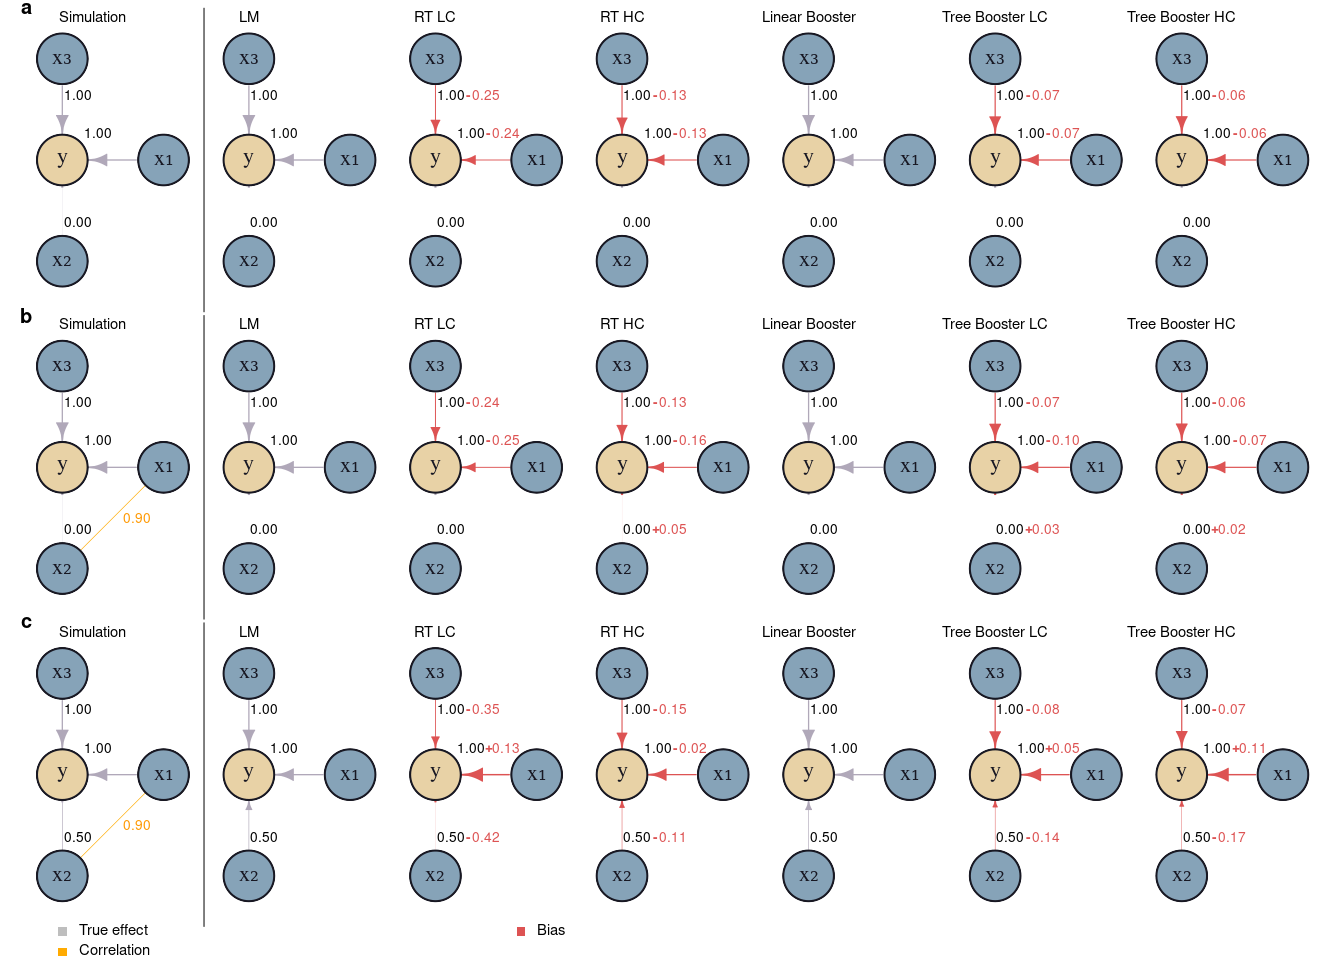 a
Simulation LM RT LC RT HC Linear Booster Tree Booster LC Tree Booster HC
X3 X3 X3 X3 X3 X3 X3
1.00 1.00 1.00-0.25 1.00-0.13 1.00 1.00-0.07 1.00-0.06
1.00 1.00 1.00-0.24 1.00-0.13 1.00 1.00-0.07 1.00-0.06
y X1 y X1 y X1 y X1 y X1 y X1 y X1
0.00 0.00 0.00 0.00 0.00 0.00 0.00
X2 X2 X2 X2 X2 X2 X2
b
Simulation LM RT LC RT HC Linear Booster Tree Booster LC Tree Booster HC
X3 X3 X3 X3 X3 X3 X3
1.00 1.00 1.00-0.24 1.00-0.13 1.00 1.00-0.07 1.00-0.06
1.00 1.00 1.00-0.25 1.00-0.16 1.00 1.00-0.10 1.00-0.07
y X1 y X1 y X1 y X1 y X1 y X1 y X1
0.90
0.00 0.00 0.00 0.00+0.05 0.00 0.00+0.03 0.00+0.02
X2 X2 X2 X2 X2 X2 X2
c
Simulation LM RT LC RT HC Linear Booster Tree Booster LC Tree Booster HC
X3 X3 X3 X3 X3 X3 X3
1.00 1.00 1.00-0.35 1.00-0.15 1.00 1.00-0.08 1.00-0.07
1.00 1.00 1.00+0.13 1.00-0.02 1.00 1.00+0.05 1.00+0.11
y X1 y X1 y X1 y X1 y X1 y X1 y X1
0.90
0.50 0.50 0.50-0.42 0.50-0.11 0.50 0.50-0.14 0.50-0.17
X2 X2 X2 X2 X2 X2 X2
True effect Bias
Correlation